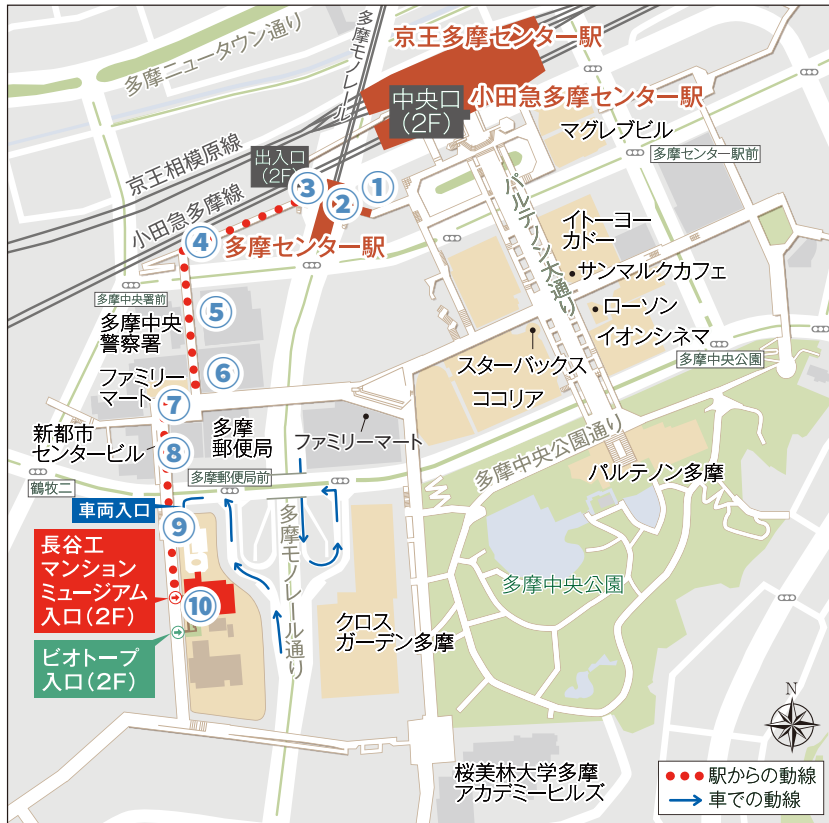 京王多摩センター駅
多摩モノレール
多摩ニュータウン通り
中央口
(2F)
小田急多摩センター駅
マグレブビル
京王相模原線
出入口
(2F)
多摩センター駅前
①
②
③
小田急多摩線
④
多摩センター駅
パルテノン大通り
イトーヨー
カドー
サンマルクカフェ
多摩中央署前
⑤
ローソン
多摩中央
警察署
イオンシネマ
スターバックス
多摩中央公園
ファミリー
マート
⑥
ココリア
⑦
新都市
センタービル
⑧
多摩
郵便局
ファミリーマート
多摩中央公園通り
パルテノン多摩
鶴牧二
多摩郵便局前
車両入口
⑨
多摩モノレール通り
長谷工
マンション
ミュージアム
入口(2F)
⑩
多摩中央公園
クロス
ガーデン多摩
ビオトープ
入口(2F)
N
桜美林大学多摩
アカデミーヒルズ
駅からの動線
車での動線